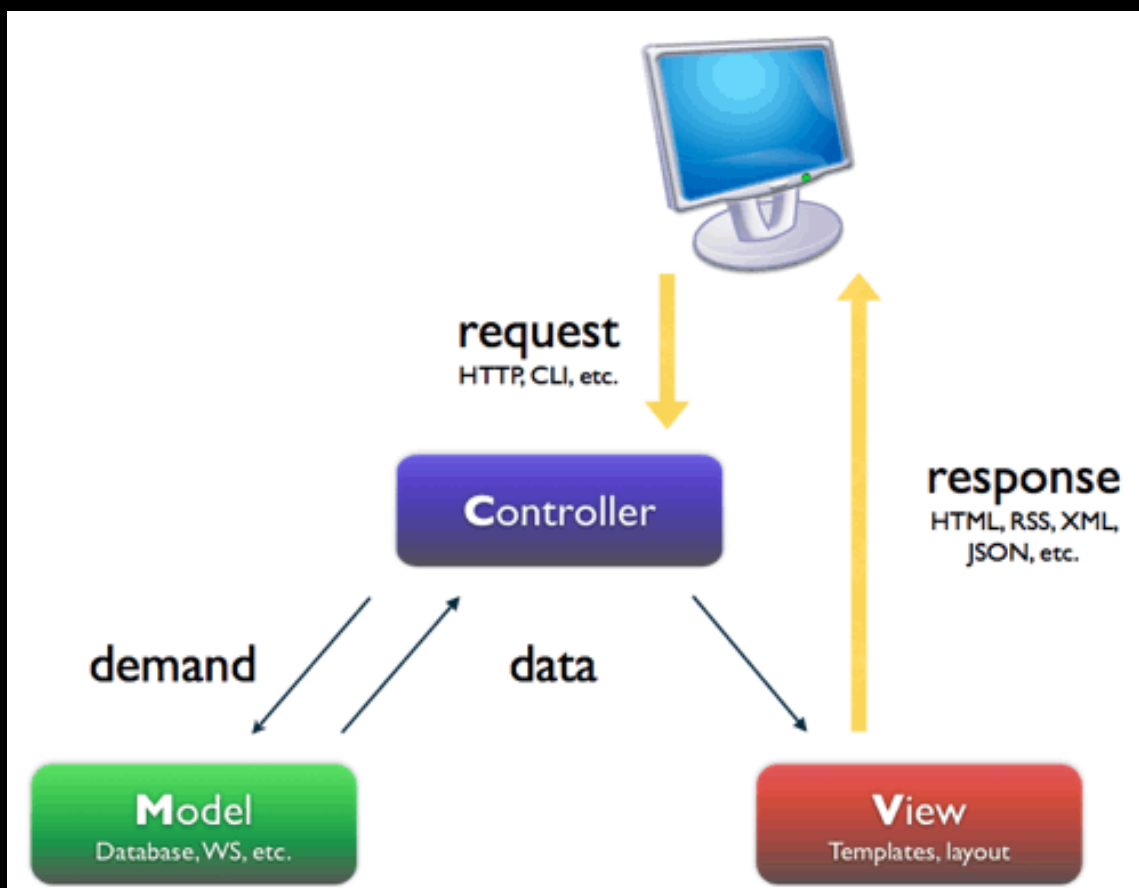 request
HTTP, CLI, etc.
Controller
response
HTML, RSS, XML,
JSON, etc.
demand
data
Model
Database, WS, etc.
View
Templates, layout